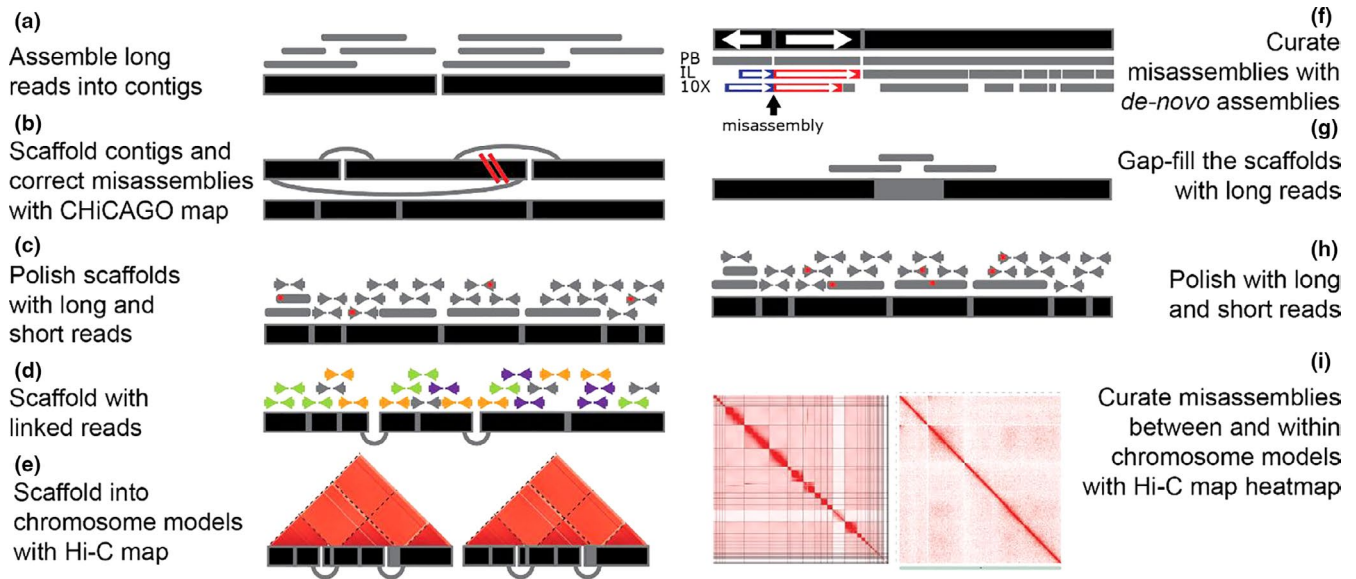 (a)
Assemble long
reads into contigs
(b)
Scaffold contigs and
correct misassemblies
with CHiCAGO map
(c)
Polish scaffolds
with long and
short reads
(d)
Scaffold with
linked reads
(e)
Scaffold into
chromosome models
with Hi-C map
(f)
Curate
misassemblies with
de-novo assemblies
PB
IL
10X
misassembly
(g)
Gap-fill the scaffolds
with long reads
(h)
Polish with long
and short reads
(i)
Curate misassemblies
between and within
chromosome models
with Hi-C map heatmap